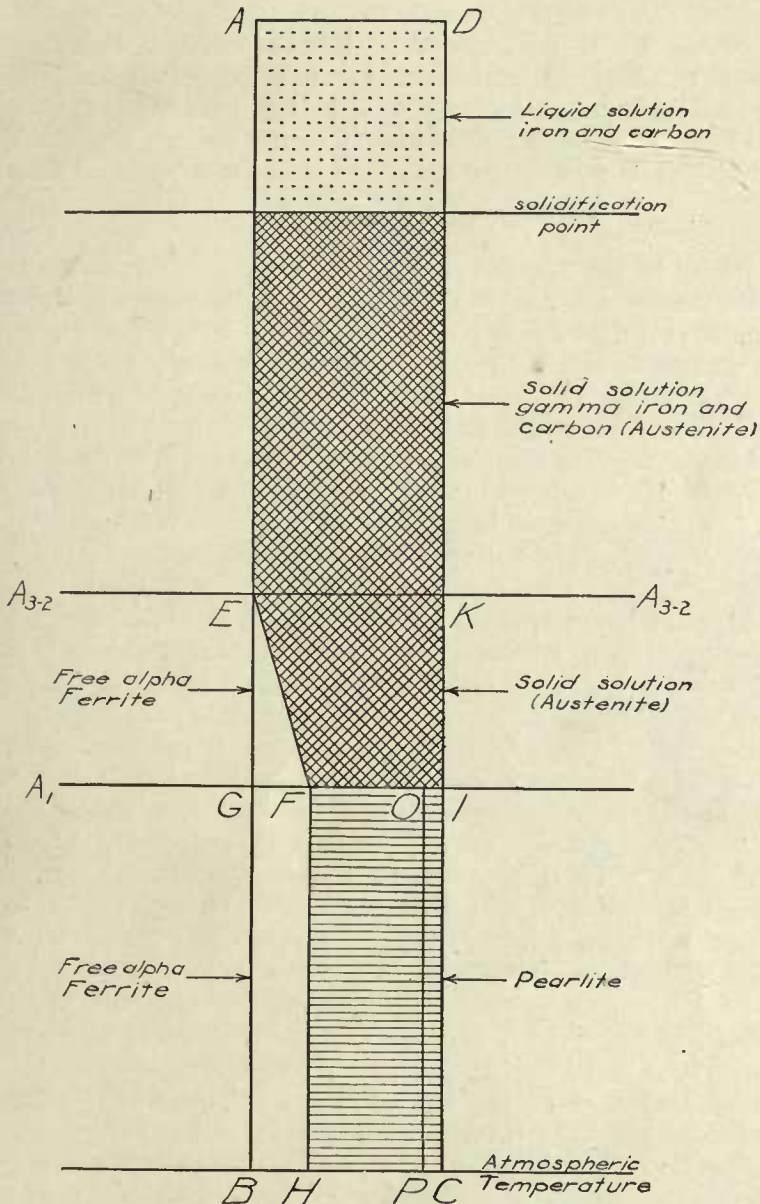 A D
Liquid solution
iron and carbon
solidification
point
Solid solution
gamma iron and
carbon (Austenite)
A3-2 E K A3-2
Free alpha
Ferrite
Solid solution
(Austenite)
A1 G F O I
Free alpha
Ferrite
Pearlite
Atmospheric
Temperature
B H P C